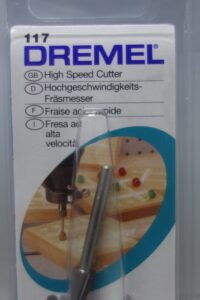 117
DREMEL
GB High Speed Cutter
D Hochgeschwindigkeits-
Fräsmesser
F Fraise
I Fresa
alta
velocità